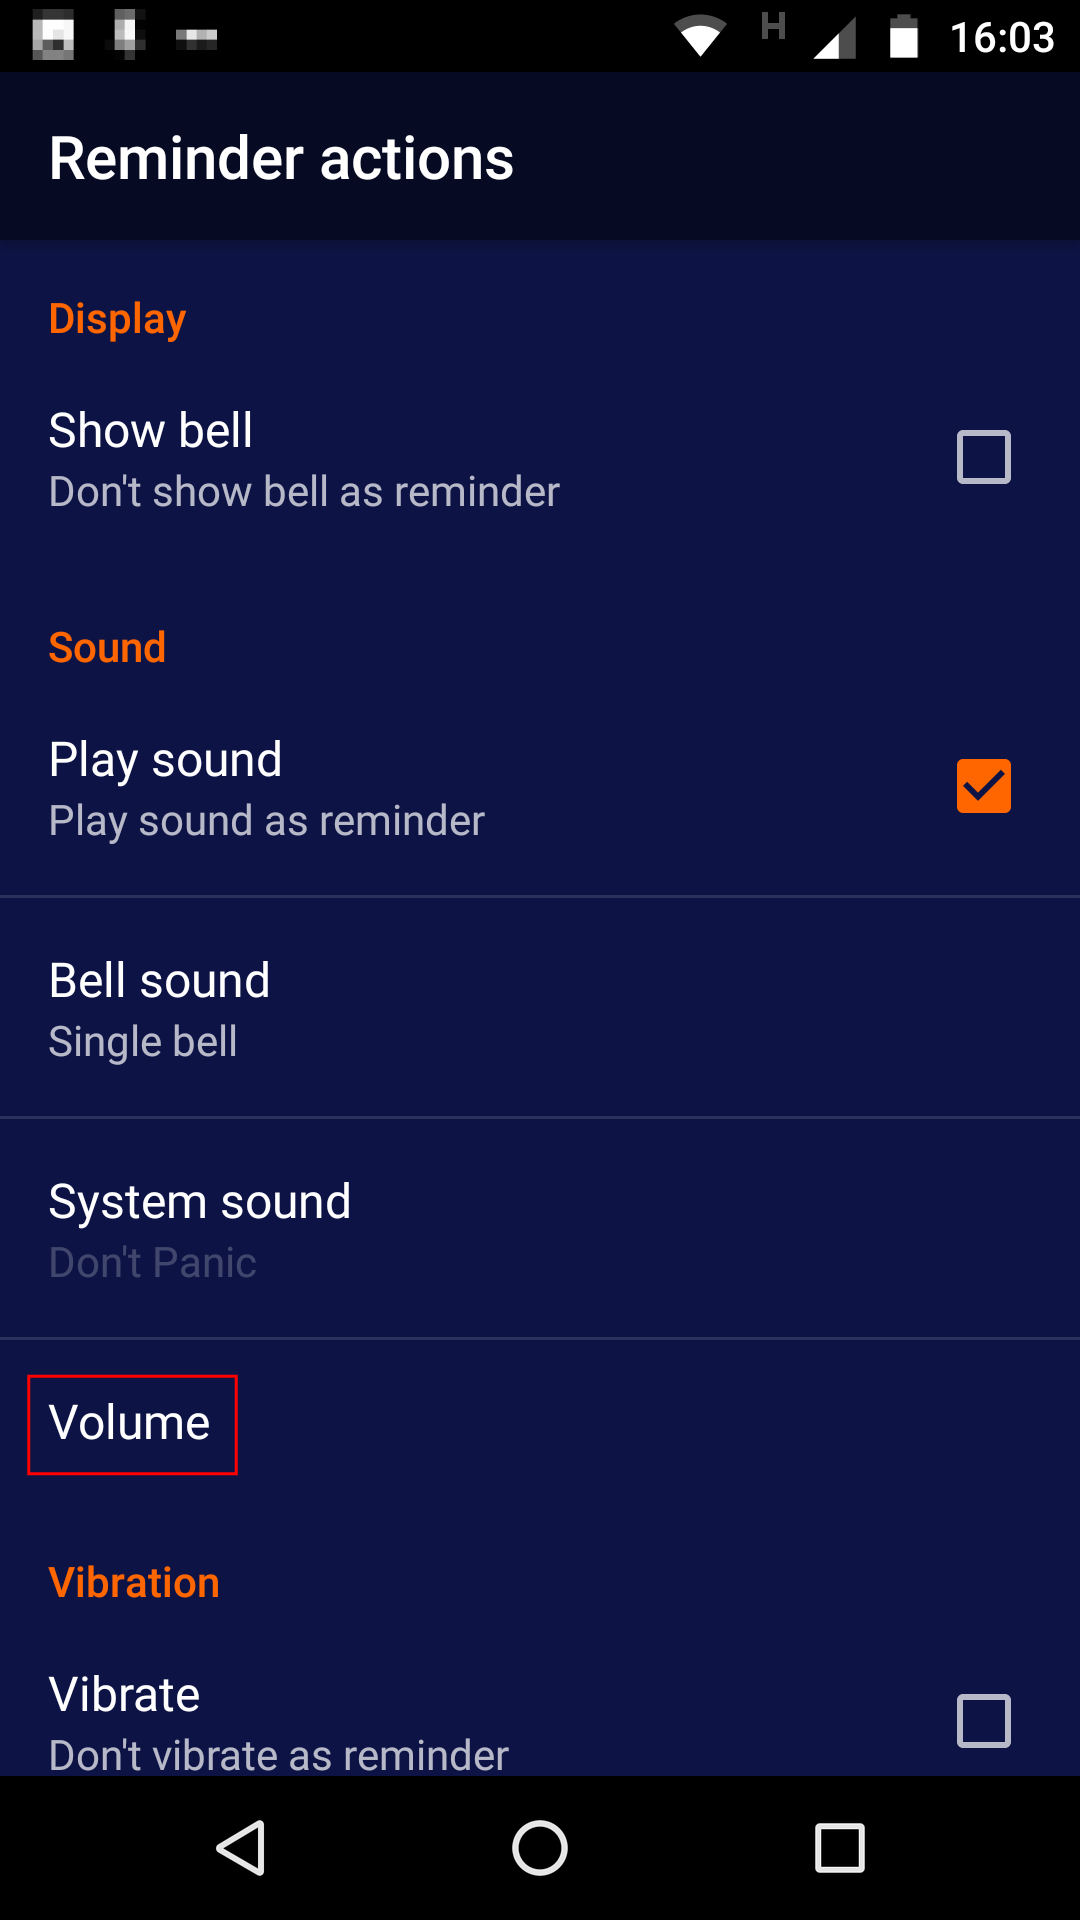 H 16:03
Reminder actions
Display
Show bell
Don't show bell as reminder
Sound
Play sound
Play sound as reminder
Bell sound
Single bell
System sound
Don't Panic
Volume
Vibration
Vibrate
Don't vibrate as reminder